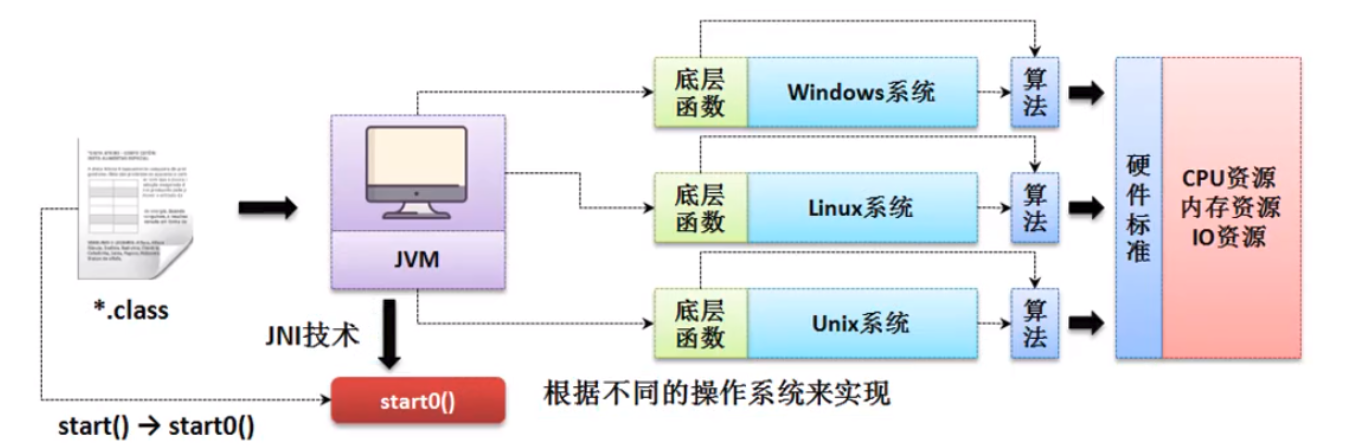 *.class
JVM
JNI技术
start0()
start() → start0()
根据不同的操作系统来实现
底层
函数
Windows系统
算
法
底层
函数
Linux系统
算
法
底层
函数
Unix系统
算
法
硬
件
标
准
CPU资源
内存资源
IO资源